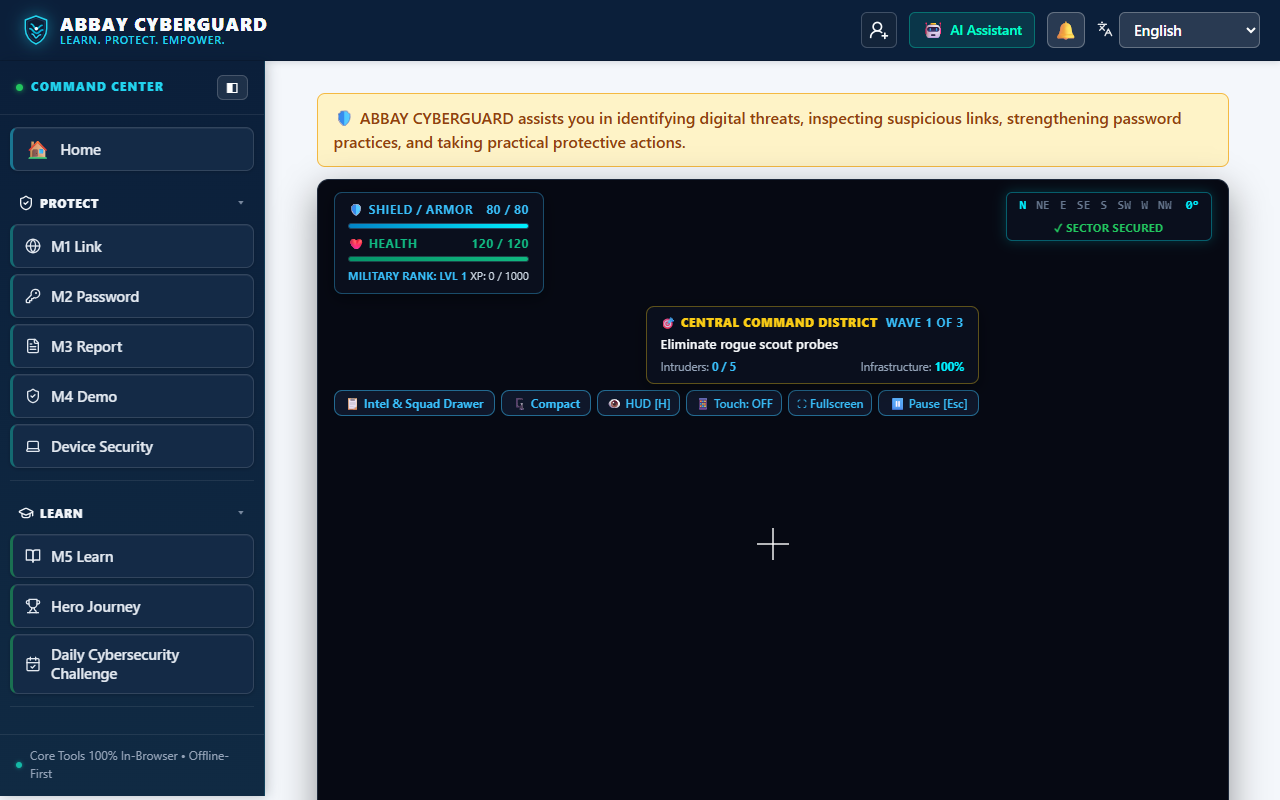 ABBAY CYBERGUARD
LEARN. PROTECT. EMPOWER.
AI Assistant
English
COMMAND CENTER
Home
PROTECT
M1 Link
M2 Password
M3 Report
M4 Demo
Device Security
LEARN
M5 Learn
Hero Journey
Daily Cybersecurity
Challenge
Core Tools 100% In-Browser • Offline-
First
ABBAY CYBERGUARD assists you in identifying digital threats, inspecting suspicious links, strengthening password
practices, and taking practical protective actions.
SHIELD / ARMOR 80 / 80
HEALTH 120 / 120
MILITARY RANK: LVL 1 XP: 0 / 1000
N NE E SE S SW W NW 0°
✓ SECTOR SECURED
CENTRAL COMMAND DISTRICT WAVE 1 OF 3
Eliminate rogue scout probes
Intruders: 0 / 5 Infrastructure: 100%
Intel & Squad Drawer Compact HUD [H] Touch: OFF Fullscreen Pause [Esc]